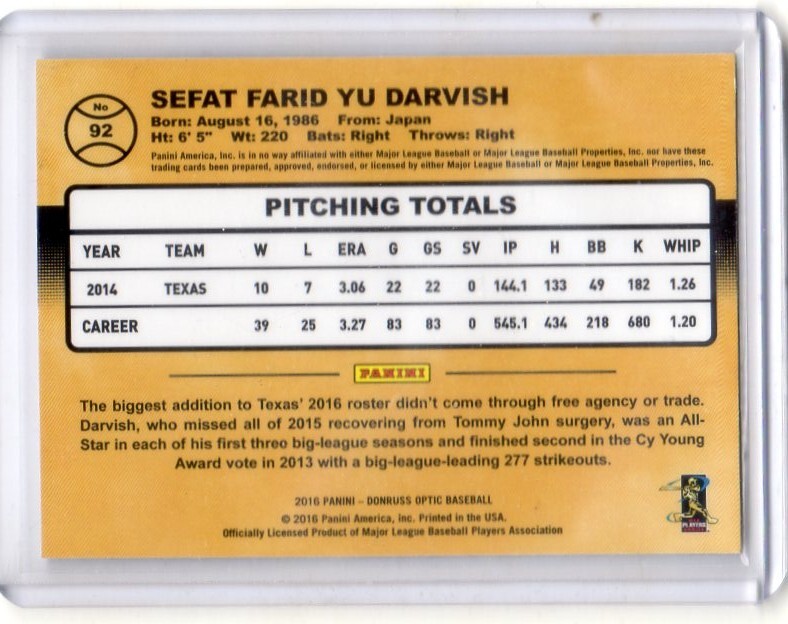 No
92
SEFAT FARID YU DARVISH
Born: August 16, 1986 From: Japan
Ht: 6' 5" Wt: 220 Bats: Right Throws: Right
Panini America, Inc. is in no way affiliated with either Major League Baseball or Major League Baseball Properties, Inc. nor have these
trading cards been prepared, approved, endorsed, or licensed by either Major League Baseball or Major League Baseball Properties, Inc.
PITCHING TOTALS
YEAR TEAM W L ERA G GS SV IP H BB K WHIP
2014 TEXAS 10 7 3.06 22 22 0 144.1 133 49 182 1.26
CAREER 39 25 3.27 83 83 0 545.1 434 218 680 1.20
PANINI
The biggest addition to Texas' 2016 roster didn't come through free agency or trade.
Darvish, who missed all of 2015 recovering from Tommy John surgery, was an All-
Star in each of his first three big-league seasons and finished second in the Cy Young
Award vote in 2013 with a big-league-leading 277 strikeouts.
2016 PANINI – DONRUSS OPTIC BASEBALL
© 2016 Panini America, Inc. Printed in the USA.
Officially Licensed Product of Major League Baseball Players Association
PLAYERS